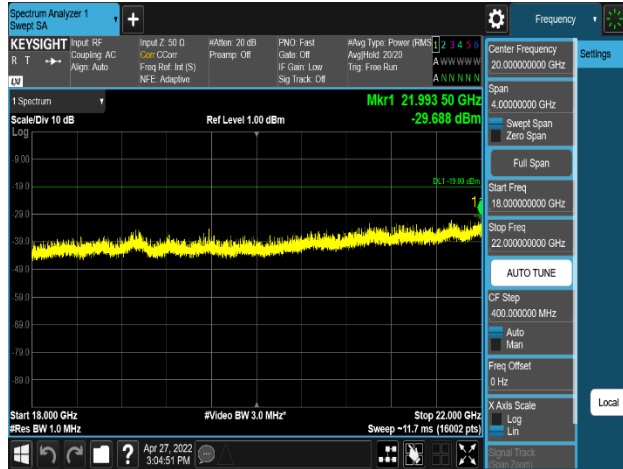 Spectrum Analyzer 1
Swept SA
Frequency
KEYSIGHT
R T
LXI
Input: RF
Coupling: AC
Align: Auto
Input Z: 50 Ω
Corr CCorr
Freq Ref: Int (S)
NFE: Adaptive
#Atten: 20 dB
Preamp: Off
PNO: Fast
Gate: Off
IF Gain: Low
Sig Track: Off
#Avg Type: Power (RMS)
Avg|Hold: 20/20
Trig: Free Run
1 2 3 4 5 6
A W W W W W
A N N N N N
1 Spectrum
Scale/Div 10 dB
Log
Ref Level 1.00 dBm
Mkr1 21.993 50 GHz
-29.688 dBm
-9.00
-19.0
-29.0
-39.0
-49.0
-59.0
-69.0
-79.0
-89.0
DL1 -19.00 dBm
1
Start 18.000 GHz
#Res BW 1.0 MHz
#Video BW 3.0 MHz*
Stop 22.000 GHz
Sweep ~11.7 ms (16002 pts)
Apr 27, 2022
3:04:51 PM
Center Frequency
20.000000000 GHz
Span
4.00000000 GHz
Swept Span
Zero Span
Full Span
Start Freq
18.000000000 GHz
Stop Freq
22.000000000 GHz
AUTO TUNE
CF Step
400.000000 MHz
Auto
Man
Freq Offset
0 Hz
X Axis Scale
Log
Lin
Signal Track
(Span Zoom)
Settings
Local